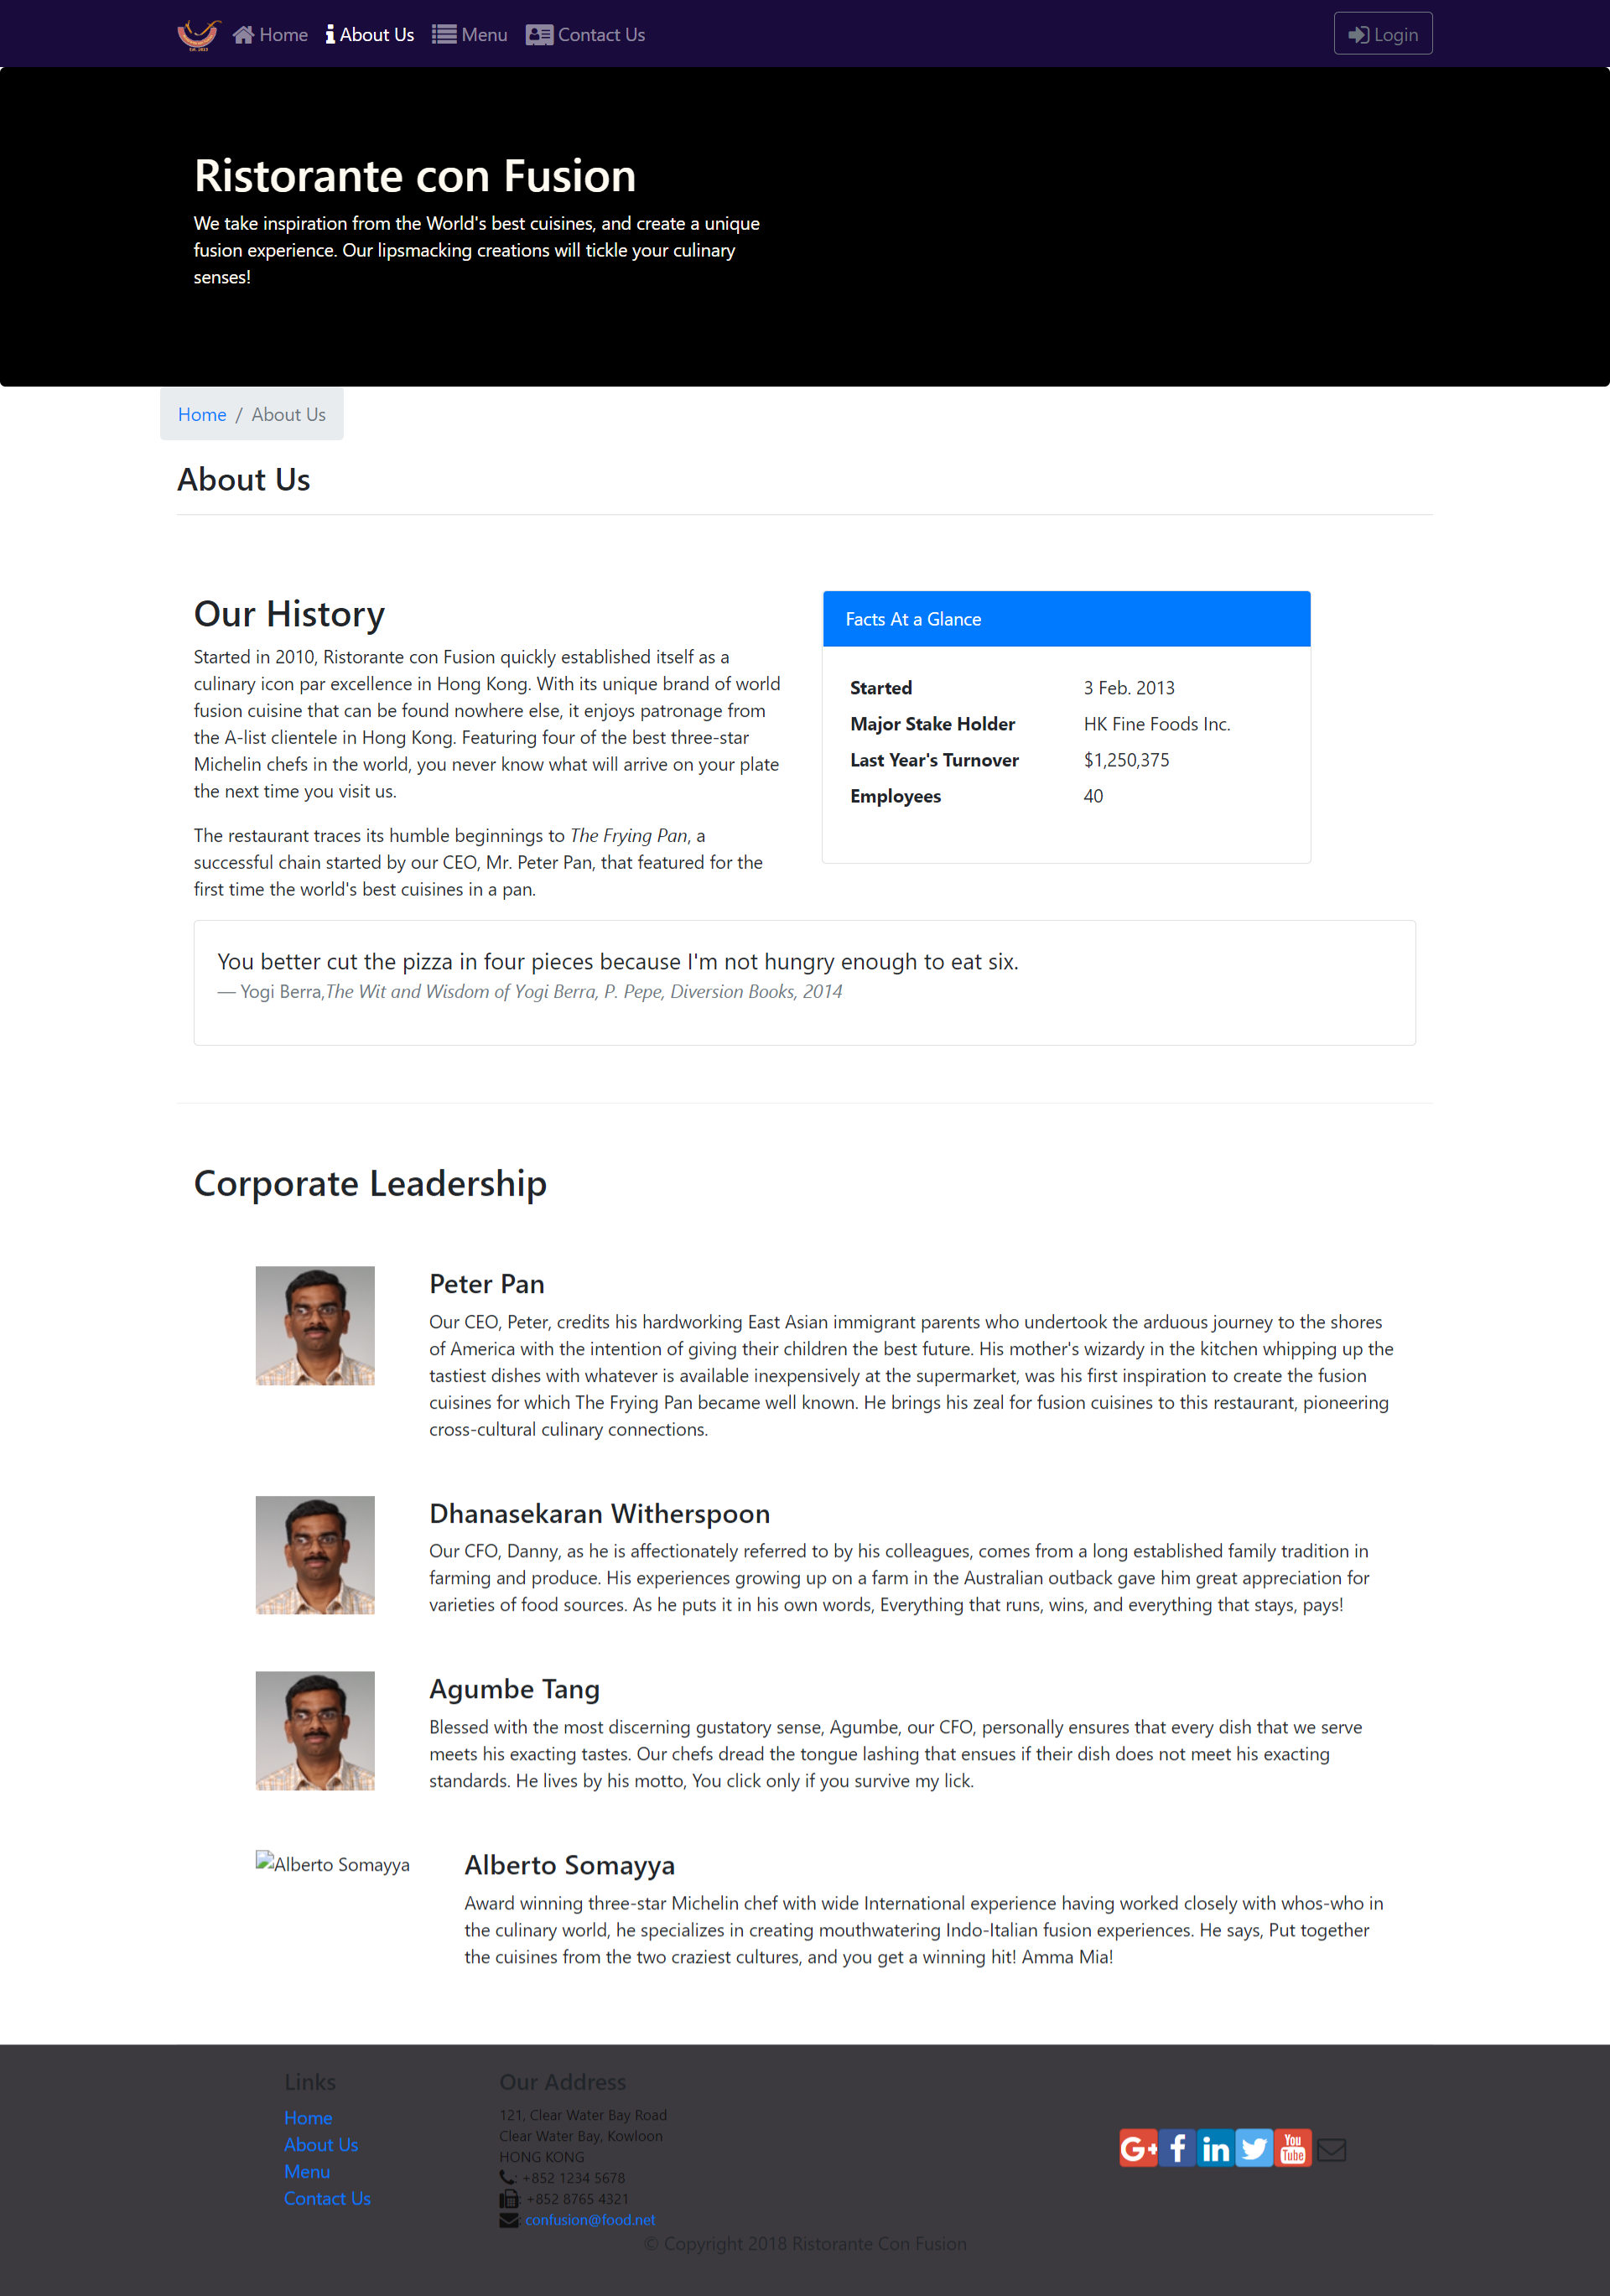 Home
About Us
Menu
Contact Us
Login
Ristorante con Fusion
We take inspiration from the World's best cuisines, and create a unique
fusion experience. Our lipsmacking creations will tickle your culinary
senses!
Home / About Us
About Us
Our History
Started in 2010, Ristorante con Fusion quickly established itself as a
culinary icon par excellence in Hong Kong. With its unique brand of world
fusion cuisine that can be found nowhere else, it enjoys patronage from
the A-list clientele in Hong Kong. Featuring four of the best three-star
Michelin chefs in the world, you never know what will arrive on your plate
the next time you visit us.
The restaurant traces its humble beginnings to The Frying Pan, a
successful chain started by our CEO, Mr. Peter Pan, that featured for the
first time the world's best cuisines in a pan.
Facts At a Glance
Started 3 Feb. 2013
Major Stake Holder HK Fine Foods Inc.
Last Year's Turnover $1,250,375
Employees 40
You better cut the pizza in four pieces because I'm not hungry enough to eat six.
— Yogi Berra,The Wit and Wisdom of Yogi Berra, P. Pepe, Diversion Books, 2014
Corporate Leadership
Peter Pan
Our CEO, Peter, credits his hardworking East Asian immigrant parents who undertook the arduous journey to the shores
of America with the intention of giving their children the best future. His mother's wizardy in the kitchen whipping up the
tastiest dishes with whatever is available inexpensively at the supermarket, was his first inspiration to create the fusion
cuisines for which The Frying Pan became well known. He brings his zeal for fusion cuisines to this restaurant, pioneering
cross-cultural culinary connections.
Dhanasekaran Witherspoon
Our CFO, Danny, as he is affectionately referred to by his colleagues, comes from a long established family tradition in
farming and produce. His experiences growing up on a farm in the Australian outback gave him great appreciation for
varieties of food sources. As he puts it in his own words, Everything that runs, wins, and everything that stays, pays!
Agumbe Tang
Blessed with the most discerning gustatory sense, Agumbe, our CFO, personally ensures that every dish that we serve
meets his exacting tastes. Our chefs dread the tongue lashing that ensues if their dish does not meet his exacting
standards. He lives by his motto, You click only if you survive my lick.
Alberto Somayya
Alberto Somayya
Award winning three-star Michelin chef with wide International experience having worked closely with whos-who in
the culinary world, he specializes in creating mouthwatering Indo-Italian fusion experiences. He says, Put together
the cuisines from the two craziest cultures, and you get a winning hit! Amma Mia!
Links
Home
About Us
Menu
Contact Us
Our Address
121, Clear Water Bay Road
Clear Water Bay, Kowloon
HONG KONG
: +852 1234 5678
: +852 8765 4321
: confusion@food.net
G+
f
in
You
Tube
© Copyright 2018 Ristorante Con Fusion